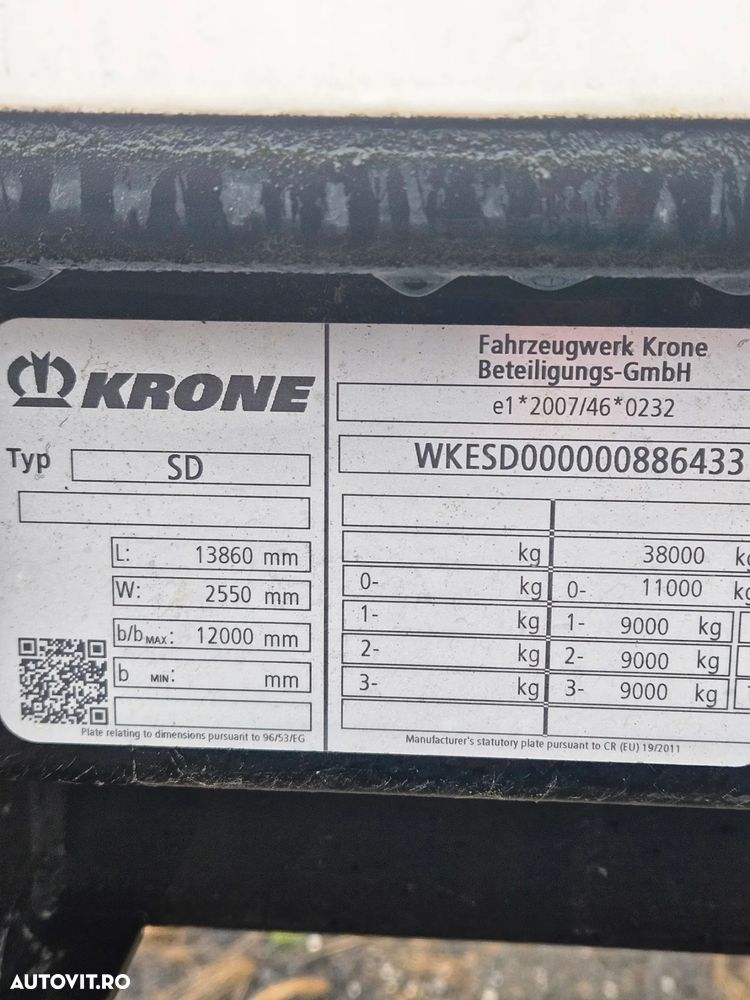 KRONE
Typ SD
L: 13860 mm
W: 2550 mm
b/b MAX: 12000 mm
b MIN: mm
Plate relating to dimensions pursuant to 96/53/EG
Fahrzeugwerk Krone
Beteiligungs-GmbH
e1*2007/46*0232
WKESD000000886433
kg 38000 kg
0- kg 0- 11000 kg
1- kg 1- 9000 kg
2- kg 2- 9000 kg
3- kg 3- 9000 kg
Manufacturer's statutory plate pursuant to CR (EU) 19/2011
AUTOVIT.RO